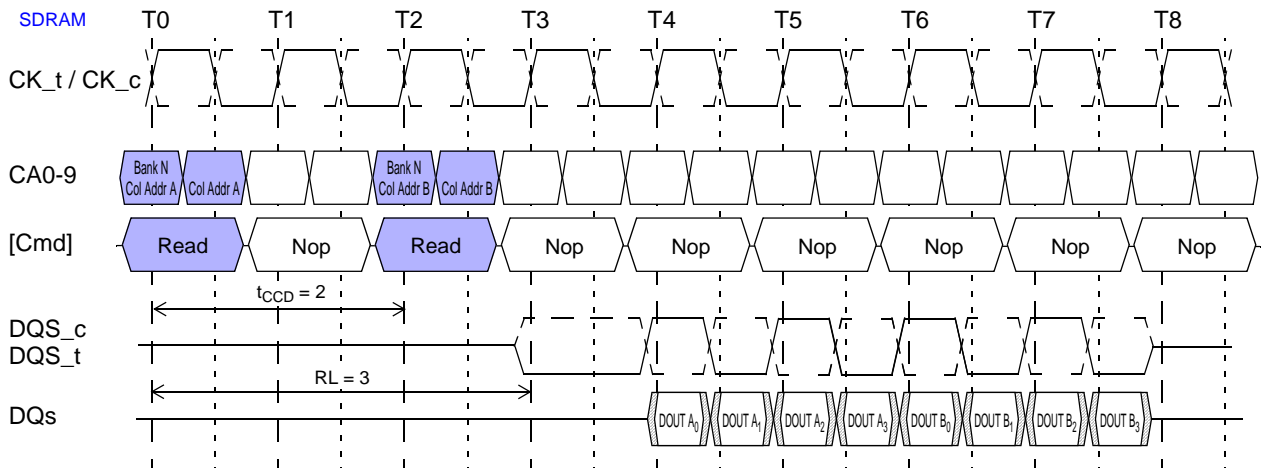 SDRAM T0 T1 T2 T3 T4 T5 T6 T7 T8
CK_t / CK_c
CA0-9
Bank N
Col Addr A
Col Addr A
Bank N
Col Addr B
Col Addr B
[Cmd] Read Nop Read Nop Nop Nop Nop Nop Nop
tCCD = 2
DQS_c
DQS_t
RL = 3
DQs DOUT A0 DOUT A1 DOUT A2 DOUT A3 DOUT B0 DOUT B1 DOUT B2 DOUT B3